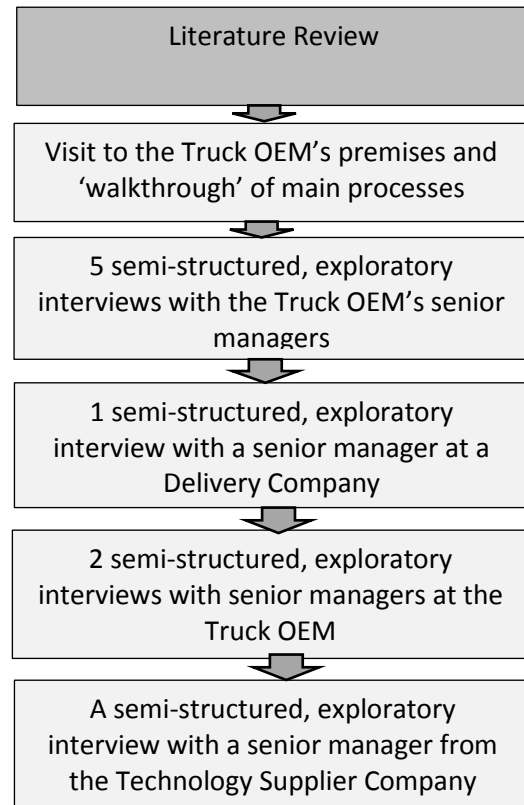 Literature Review
Visit to the Truck OEM’s premises and
‘walkthrough’ of main processes
5 semi-structured, exploratory
interviews with the Truck OEM’s senior
managers
1 semi-structured, exploratory
interview with a senior manager at a
Delivery Company
2 semi-structured, exploratory
interviews with senior managers at the
Truck OEM
A semi-structured, exploratory
interview with a senior manager from
the Technology Supplier Company